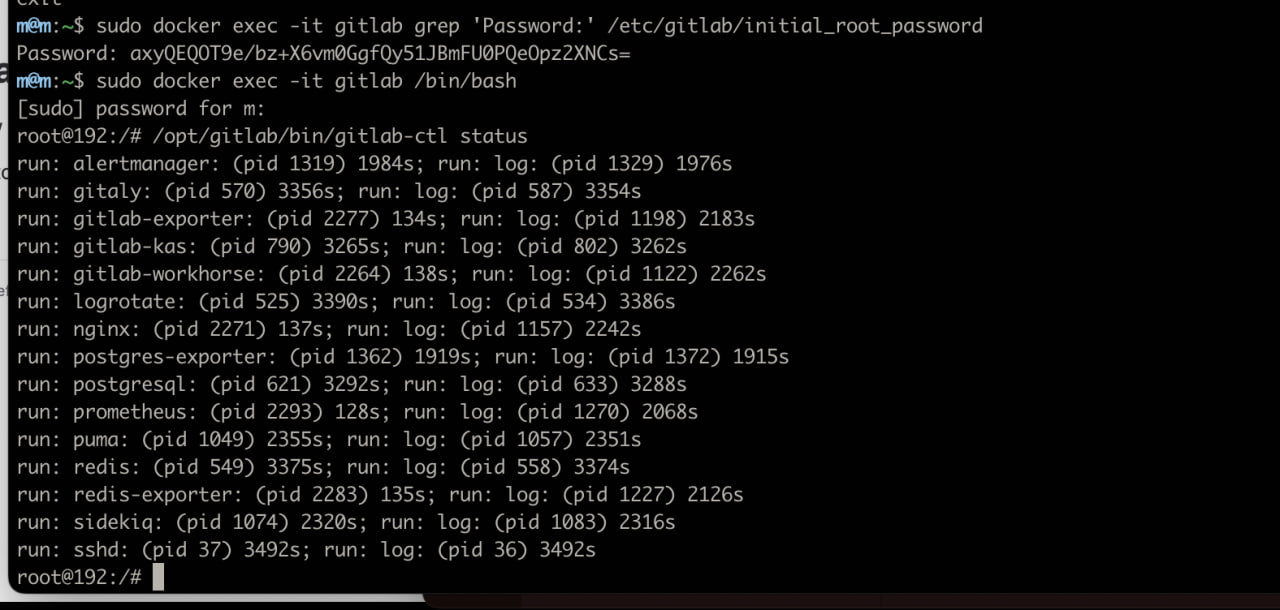 exit
m@m:~$ sudo docker exec -it gitlab grep 'Password:' /etc/gitlab/initial_root_password
Password: axyQEQOT9e/bz+X6vm0GgfQy51JBmFU0PQeOpz2XNCs=
m@m:~$ sudo docker exec -it gitlab /bin/bash
[sudo] password for m:
root@192:/# /opt/gitlab/bin/gitlab-ctl status
run: alertmanager: (pid 1319) 1984s; run: log: (pid 1329) 1976s
run: gitaly: (pid 570) 3356s; run: log: (pid 587) 3354s
run: gitlab-exporter: (pid 2277) 134s; run: log: (pid 1198) 2183s
run: gitlab-kas: (pid 790) 3265s; run: log: (pid 802) 3262s
run: gitlab-workhorse: (pid 2264) 138s; run: log: (pid 1122) 2262s
run: logrotate: (pid 525) 3390s; run: log: (pid 534) 3386s
run: nginx: (pid 2271) 137s; run: log: (pid 1157) 2242s
run: postgres-exporter: (pid 1362) 1919s; run: log: (pid 1372) 1915s
run: postgresql: (pid 621) 3292s; run: log: (pid 633) 3288s
run: prometheus: (pid 2293) 128s; run: log: (pid 1270) 2068s
run: puma: (pid 1049) 2355s; run: log: (pid 1057) 2351s
run: redis: (pid 549) 3375s; run: log: (pid 558) 3374s
run: redis-exporter: (pid 2283) 135s; run: log: (pid 1227) 2126s
run: sidekiq: (pid 1074) 2320s; run: log: (pid 1083) 2316s
run: sshd: (pid 37) 3492s; run: log: (pid 36) 3492s
root@192:/#